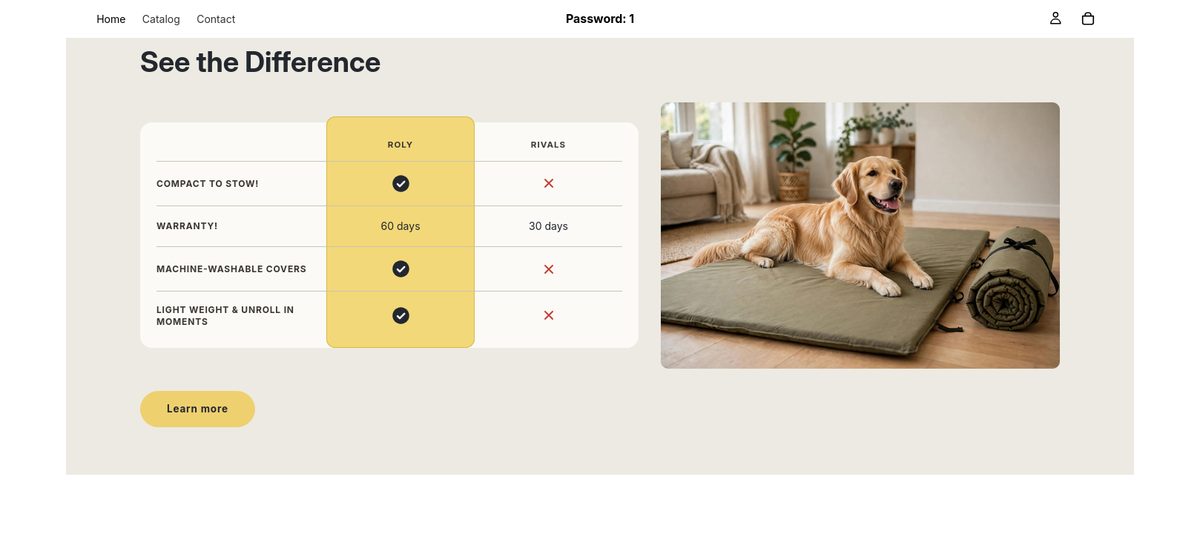 Home Catalog Contact Password: 1
See the Difference
ROLY RIVALS
COMPACT TO STOW!
WARRANTY! 60 days 30 days
MACHINE-WASHABLE COVERS
LIGHT WEIGHT & UNROLL IN
MOMENTS
Learn more